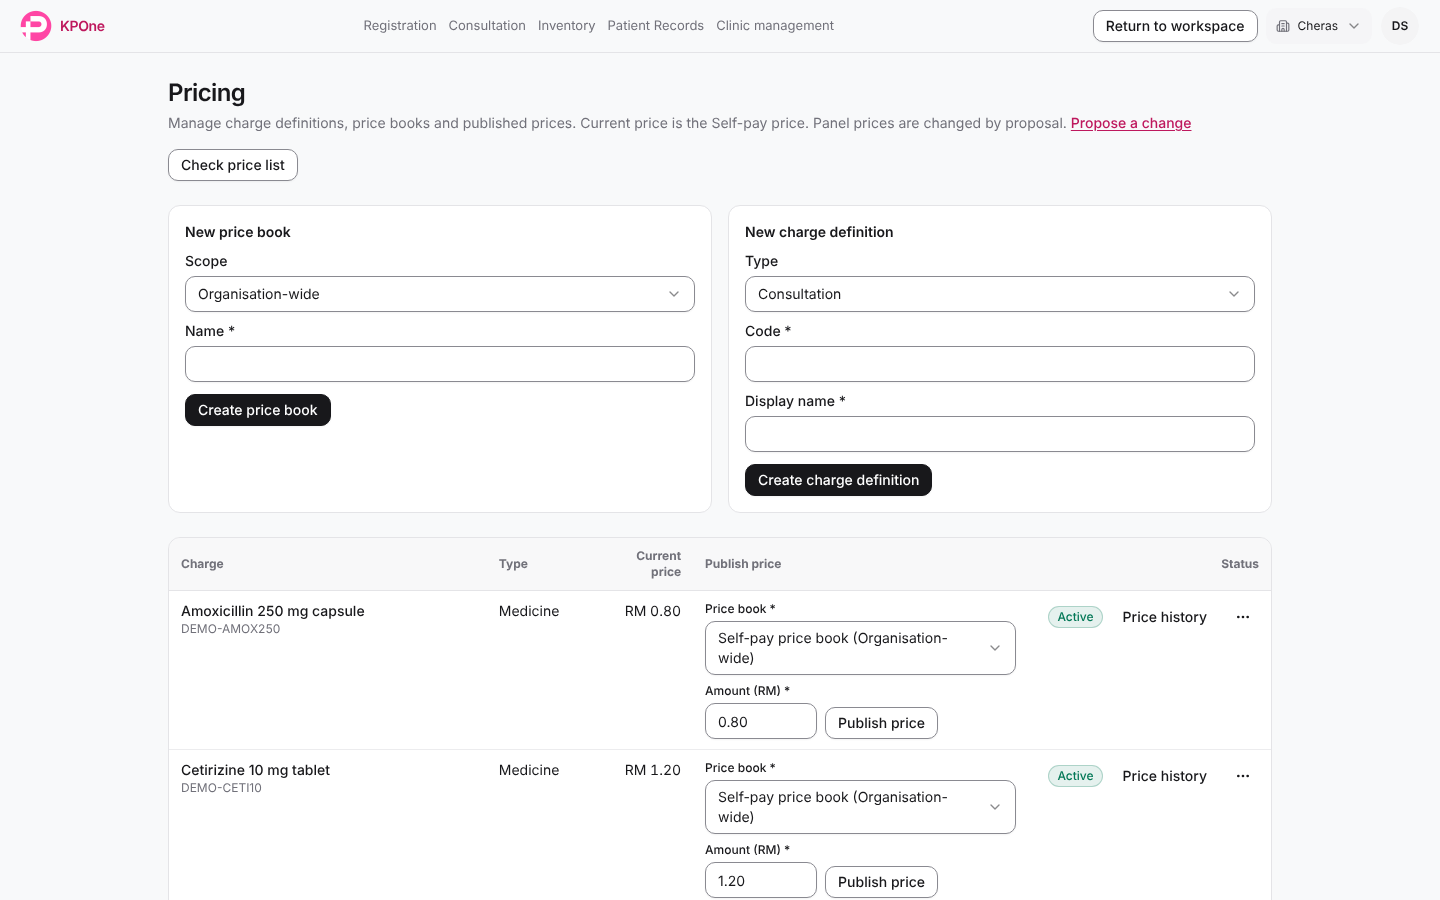 KPOne
Registration Consultation Inventory Patient Records Clinic management
Return to workspace
Cheras
DS
Pricing
Manage charge definitions, price books and published prices. Current price is the Self-pay price. Panel prices are changed by proposal. Propose a change
Check price list
New price book
Scope
Organisation-wide
Name *
Create price book
New charge definition
Type
Consultation
Code *
Display name *
Create charge definition
Charge Type Current price Publish price Status
Amoxicillin 250 mg capsule
DEMO-AMOX250
Medicine
RM 0.80
Price book *
Self-pay price book (Organisation-
wide)
Amount (RM) *
0.80
Publish price
Active
Price history
Cetirizine 10 mg tablet
DEMO-CETI10
Medicine
RM 1.20
Price book *
Self-pay price book (Organisation-
wide)
Amount (RM) *
1.20
Publish price
Active
Price history